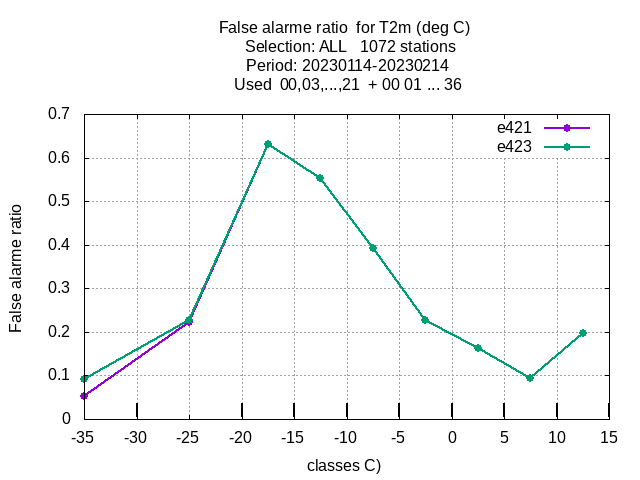 False alarme ratio  for T2m (deg C)
Selection: ALL   1072 stations
Period: 20230114-20230214
Used  00,03,...,21  + 00 01 ... 36
e421
e423
False alarme ratio
0.7
0.6
0.5
0.4
0.3
0.2
0.1
0
-35 -30 -25 -20 -15 -10 -5 0 5 10 15
classes C)